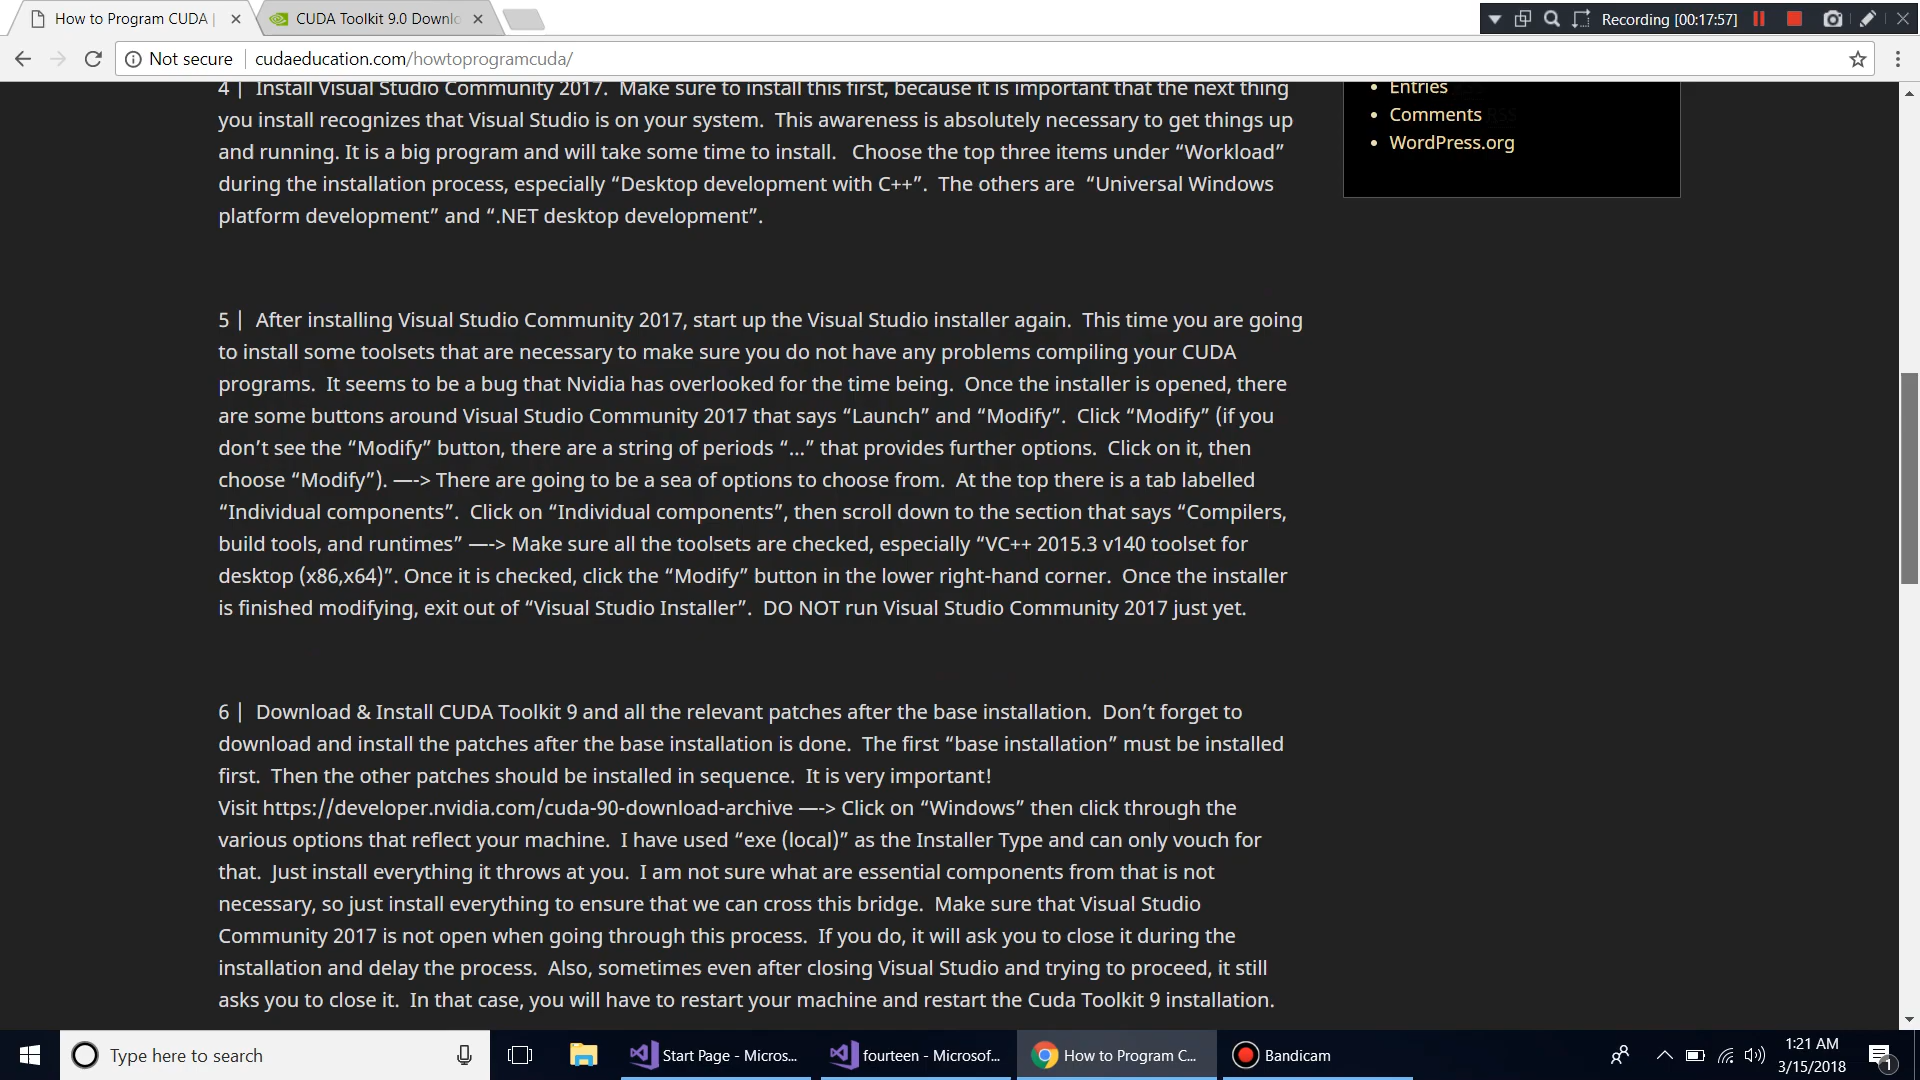 How to Program CUDA |
CUDA Toolkit 9.0 Downlo
Recording [00:17:57]
Not secure
cudaeducation.com/howtoprogramcuda/
4 | Install Visual Studio Community 2017. Make sure to install this first, because it is important that the next thing
you install recognizes that Visual Studio is on your system. This awareness is absolutely necessary to get things up
and running. It is a big program and will take some time to install. Choose the top three items under “Workload”
during the installation process, especially “Desktop development with C++”. The others are “Universal Windows
platform development” and “.NET desktop development”.
Entries
Comments
WordPress.org
5 | After installing Visual Studio Community 2017, start up the Visual Studio installer again. This time you are going
to install some toolsets that are necessary to make sure you do not have any problems compiling your CUDA
programs. It seems to be a bug that Nvidia has overlooked for the time being. Once the installer is opened, there
are some buttons around Visual Studio Community 2017 that says “Launch” and “Modify”. Click “Modify” (if you
don’t see the “Modify” button, there are a string of periods “…” that provides further options. Click on it, then
choose “Modify”). —-> There are going to be a sea of options to choose from. At the top there is a tab labelled
“Individual components”. Click on “Individual components”, then scroll down to the section that says “Compilers,
build tools, and runtimes” —-> Make sure all the toolsets are checked, especially “VC++ 2015.3 v140 toolset for
desktop (x86,x64)”. Once it is checked, click the “Modify” button in the lower right-hand corner. Once the installer
is finished modifying, exit out of “Visual Studio Installer”. DO NOT run Visual Studio Community 2017 just yet.
6 | Download & Install CUDA Toolkit 9 and all the relevant patches after the base installation. Don’t forget to
download and install the patches after the base installation is done. The first “base installation” must be installed
first. Then the other patches should be installed in sequence. It is very important!
Visit https://developer.nvidia.com/cuda-90-download-archive —-> Click on “Windows” then click through the
various options that reflect your machine. I have used “exe (local)” as the Installer Type and can only vouch for
that. Just install everything it throws at you. I am not sure what are essential components from that is not
necessary, so just install everything to ensure that we can cross this bridge. Make sure that Visual Studio
Community 2017 is not open when going through this process. If you do, it will ask you to close it during the
installation and delay the process. Also, sometimes even after closing Visual Studio and trying to proceed, it still
asks you to close it. In that case, you will have to restart your machine and restart the Cuda Toolkit 9 installation.
Type here to search
Start Page - Micros...
fourteen - Microsof...
How to Program C...
Bandicam
1:21 AM
3/15/2018
1